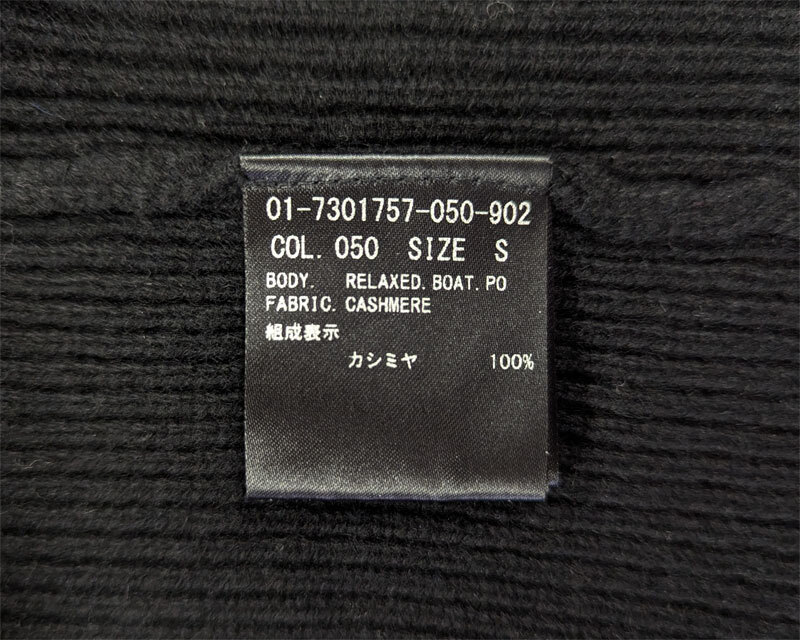 01-7301757-050-902
COL. 050 SIZE S
BODY. RELAXED. BOAT. PO
FABRIC. CASHMERE
組成表示
カシミヤ 100%